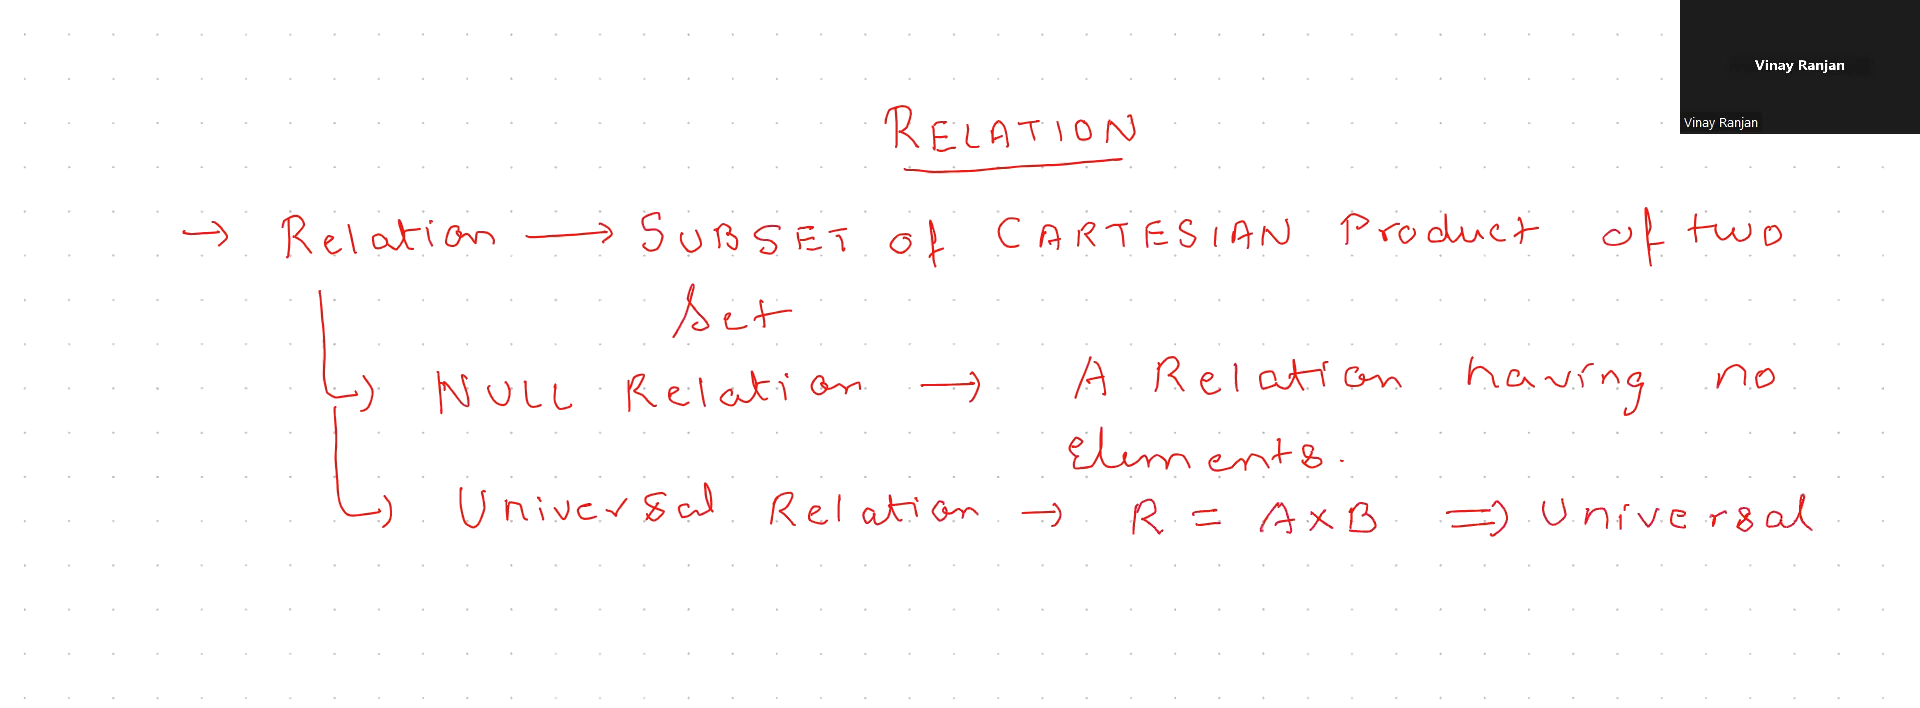 Vinay Ranjan
Vinay Ranjan
RELATION
→ Relation → SUBSET of CARTESIAN Product of two
Set
↳ NULL Relation → A Relation having no
Elements.
↳ Universal Relation → R = A×B ⇒ Universal